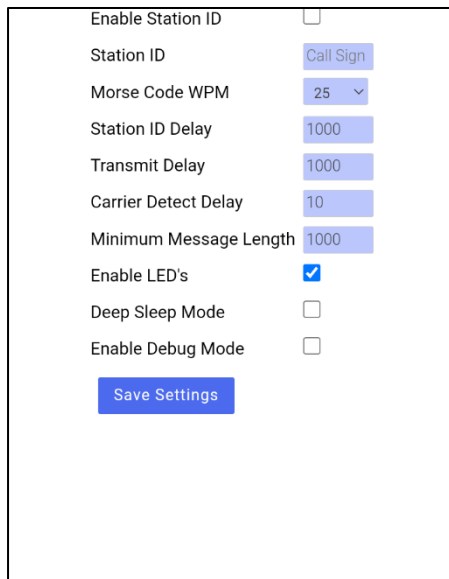 Enable Station ID
Station ID Call Sign
Morse Code WPM 25
Station ID Delay 1000
Transmit Delay 1000
Carrier Detect Delay 10
Minimum Message Length 1000
Enable LED's
Deep Sleep Mode
Enable Debug Mode
Save Settings